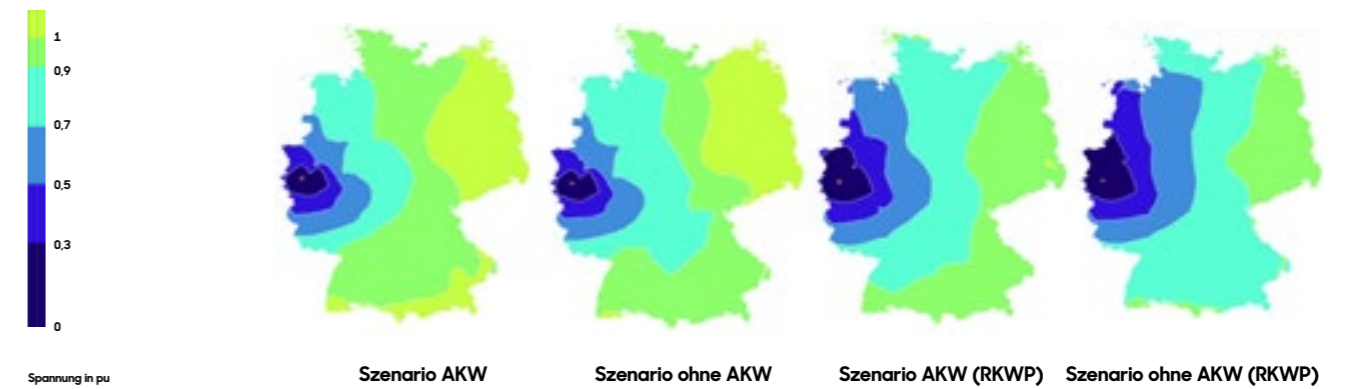 1
0,9
0,7
0,5
0,3
0
Spannung in pu
Szenario AKW
Szenario ohne AKW
Szenario AKW (RKWP)
Szenario ohne AKW (RKWP)